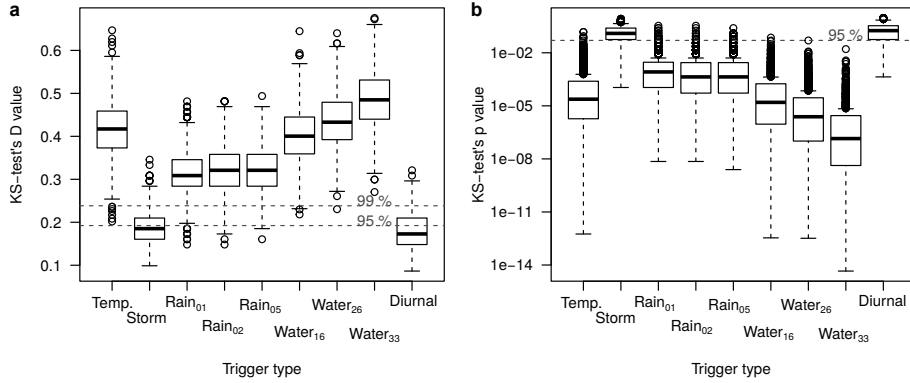 a
b
KS−test's D value
0.6
0.5
0.4
0.3
0.2
0.1
99 %
95 %
Temp.
Storm
Rain01
Rain02
Rain05
Water16
Water26
Water33
Diurnal
Trigger type
KS−test's p value
1e−02
1e−05
1e−08
1e−11
1e−14
95 %
Temp.
Storm
Rain01
Rain02
Rain05
Water16
Water26
Water33
Diurnal
Trigger type